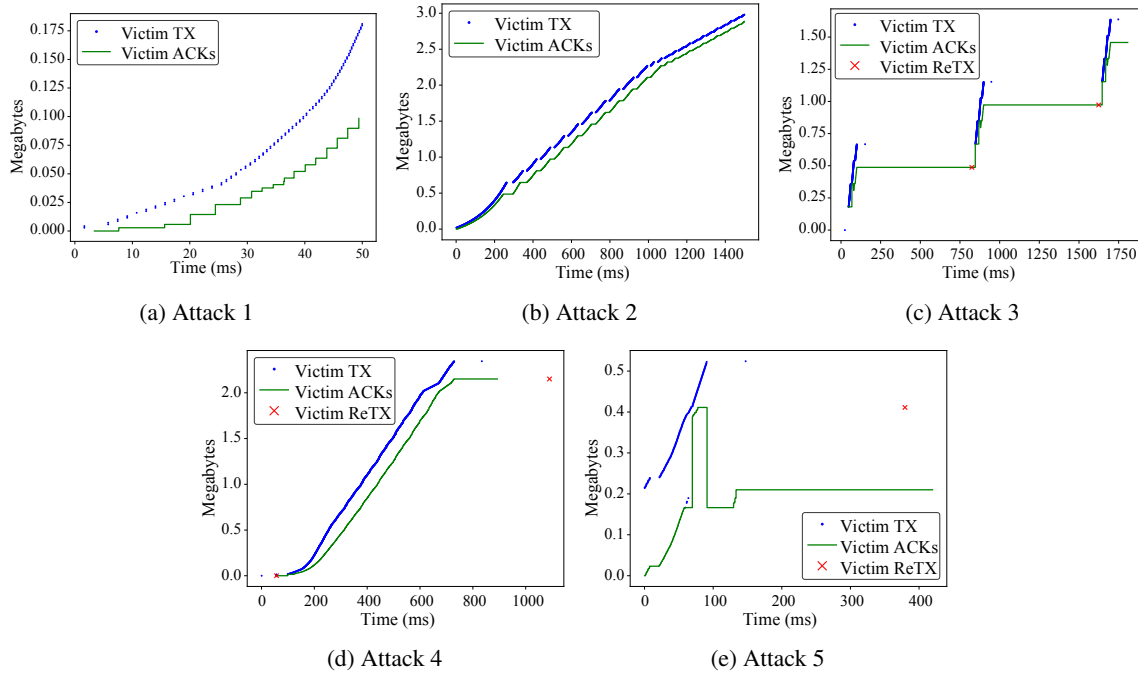 Megabytes
0.175
0.150
0.125
0.100
0.075
0.050
0.025
0.000
Victim TX
Victim ACKs
0 10 20 30 40 50
Time (ms)
(a) Attack 1
Megabytes
3.0
2.5
2.0
1.5
1.0
0.5
0.0
Victim TX
Victim ACKs
0 200 400 600 800 1000 1200 1400
Time (ms)
(b) Attack 2
Megabytes
1.50
1.25
1.00
0.75
0.50
0.25
0.00
Victim TX
Victim ACKs
Victim ReTX
0 250 500 750 1000 1250 1500 1750
Time (ms)
(c) Attack 3
Megabytes
2.0
1.5
1.0
0.5
0.0
Victim TX
Victim ACKs
Victim ReTX
0 200 400 600 800 1000
Time (ms)
(d) Attack 4
Megabytes
0.5
0.4
0.3
0.2
0.1
0.0
Victim TX
Victim ACKs
Victim ReTX
0 100 200 300 400
Time (ms)
(e) Attack 5